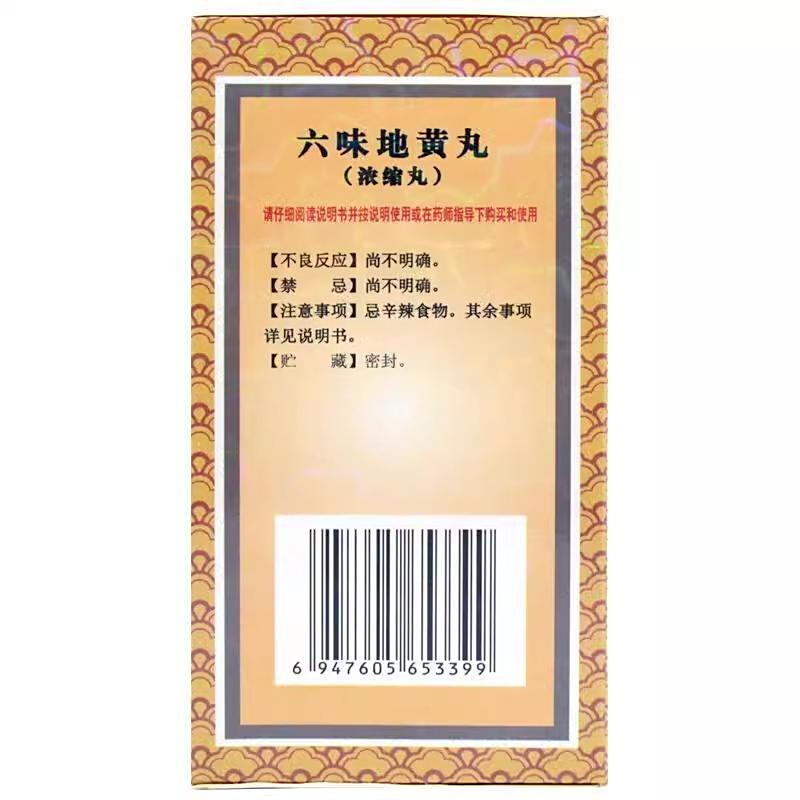 六味地黄丸
（浓缩丸）
请仔细阅读说明书并按说明使用或在药师指导下购买和使用
【不良反应】尚不明确。
【禁　　忌】尚不明确。
【注意事项】忌辛辣食物。其余事项
详见说明书。
【贮　　藏】密封。
6 947605 653399